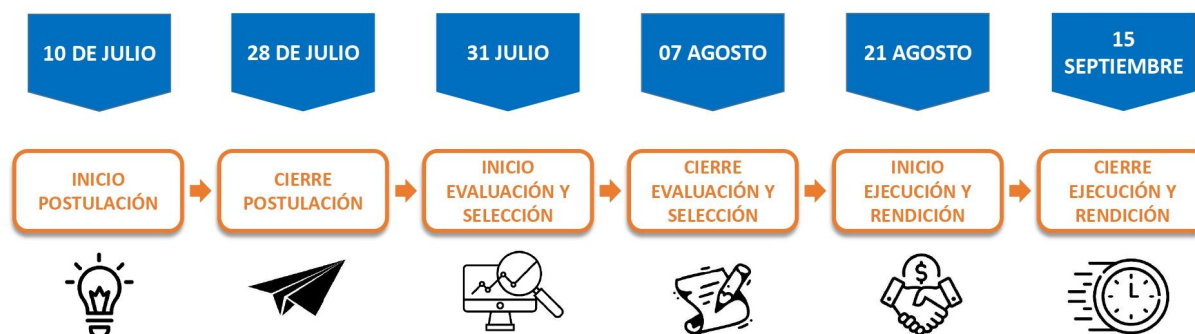 10 DE JULIO
28 DE JULIO
31 JULIO
07 AGOSTO
21 AGOSTO
15
SEPTIEMBRE
INICIO
POSTULACIÓN
CIERRE
POSTULACIÓN
INICIO
EVALUACIÓN Y
SELECCIÓN
CIERRE
EVALUACIÓN Y
SELECCIÓN
INICIO
EJECUCIÓN Y
RENDICIÓN
CIERRE
EJECUCIÓN Y
RENDICIÓN
$